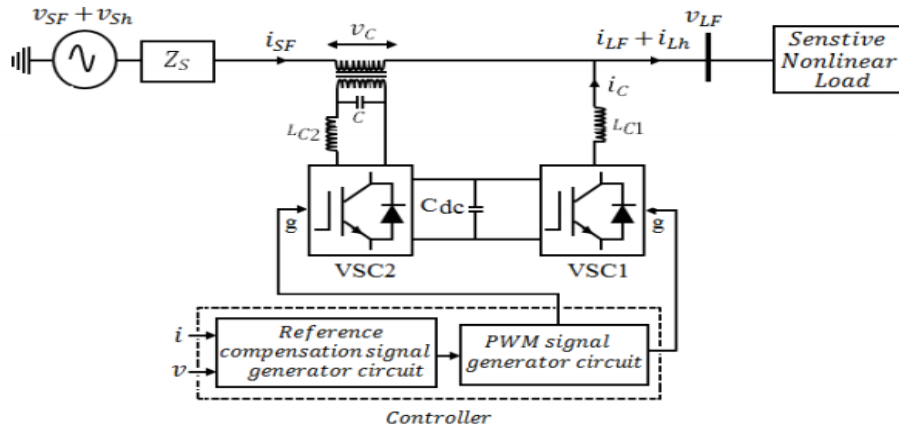 v_SF + v_Sh
Z_S
i_SF
v_C
i_LF + i_Lh
v_LF
Senstive
Nonlinear
Load
i_C
L_C2
C
L_C1
g
C_dc
g
VSC2
VSC1
i
v
Reference
compensation signal
generator circuit
PWM signal
generator circuit
Controller